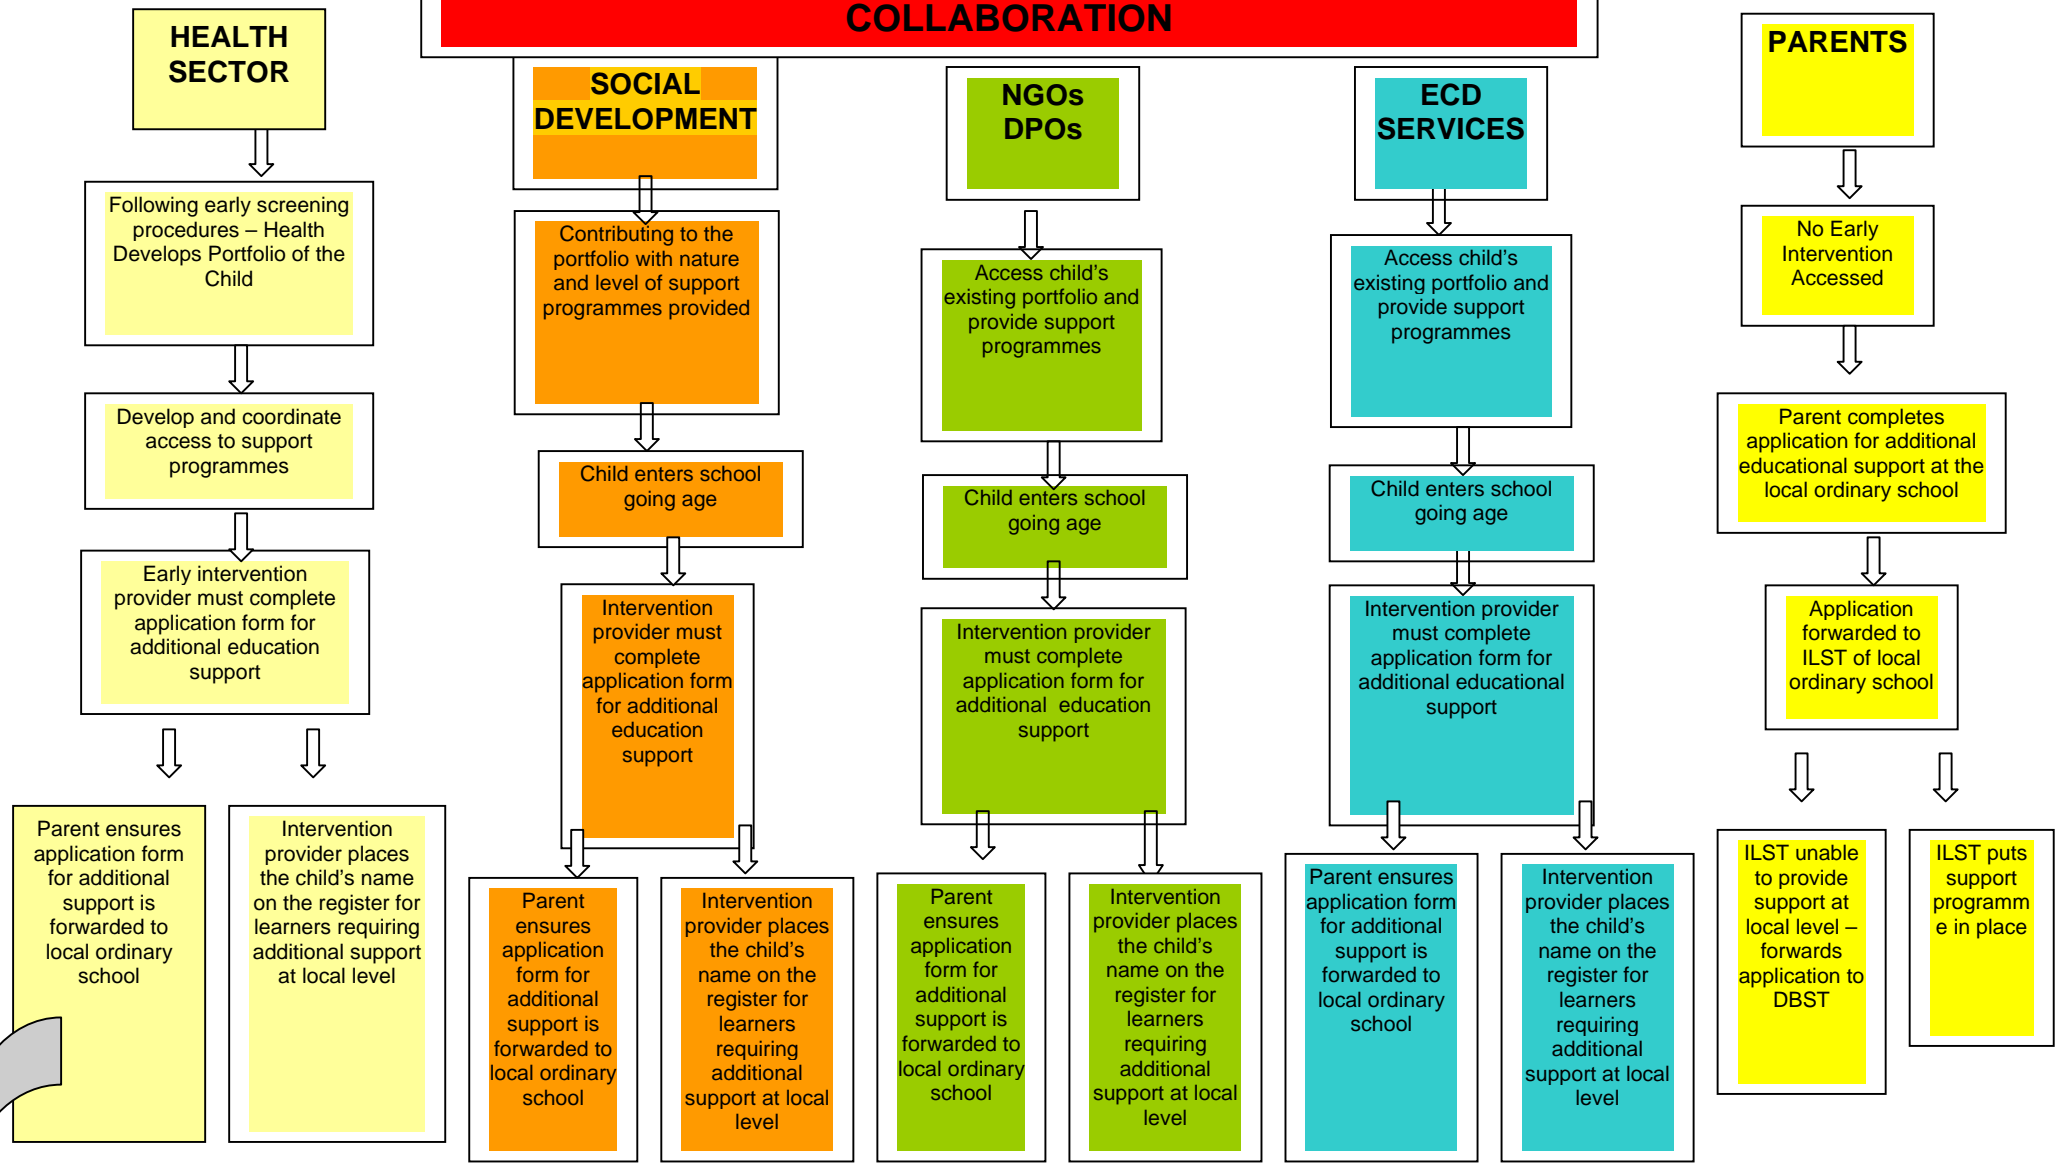 COLLABORATION
HEALTH
SECTOR
Following early screening
procedures – Health
Develops Portfolio of the
Child
Develop and coordinate
access to support
programmes
Early intervention
provider must complete
application form for
additional education
support
Parent ensures
application form
for additional
support is
forwarded to
local ordinary
school
Intervention
provider places
the child's name
on the register for
learners requiring
additional support
at local level
SOCIAL
DEVELOPMENT
Contributing to the
portfolio with nature
and level of support
programmes provided
Child enters school
going age
Intervention
provider must
complete
application form
for additional
education
support
Parent
ensures
application
form for
additional
support is
forwarded to
local ordinary
school
Intervention
provider places
the child's
name on the
register for
learners
requiring
additional
support at local
level
NGOs
DPOs
Access child's
existing portfolio and
provide support
programmes
Child enters school
going age
Intervention provider
must complete
application form for
additional education
support
Parent
ensures
application
form for
additional
support is
forwarded to
local ordinary
school
Intervention
provider places
the child's
name on the
register for
learners
requiring
additional
support at local
level
ECD
SERVICES
Access child's
existing portfolio and
provide support
programmes
Child enters school
going age
Intervention provider
must complete
application form for
additional educational
support
Parent ensures
application form
for additional
support is
forwarded to
local ordinary
school
Intervention
provider places
the child's
name on the
register for
learners
requiring
additional
support at local
level
PARENTS
No Early
Intervention
Accessed
Parent completes
application for additional
educational support at the
local ordinary school
Application
forwarded to
ILST of local
ordinary school
ILST unable
to provide
support at
local level –
forwards
application to
DBST
ILST puts
support
programm
e in place